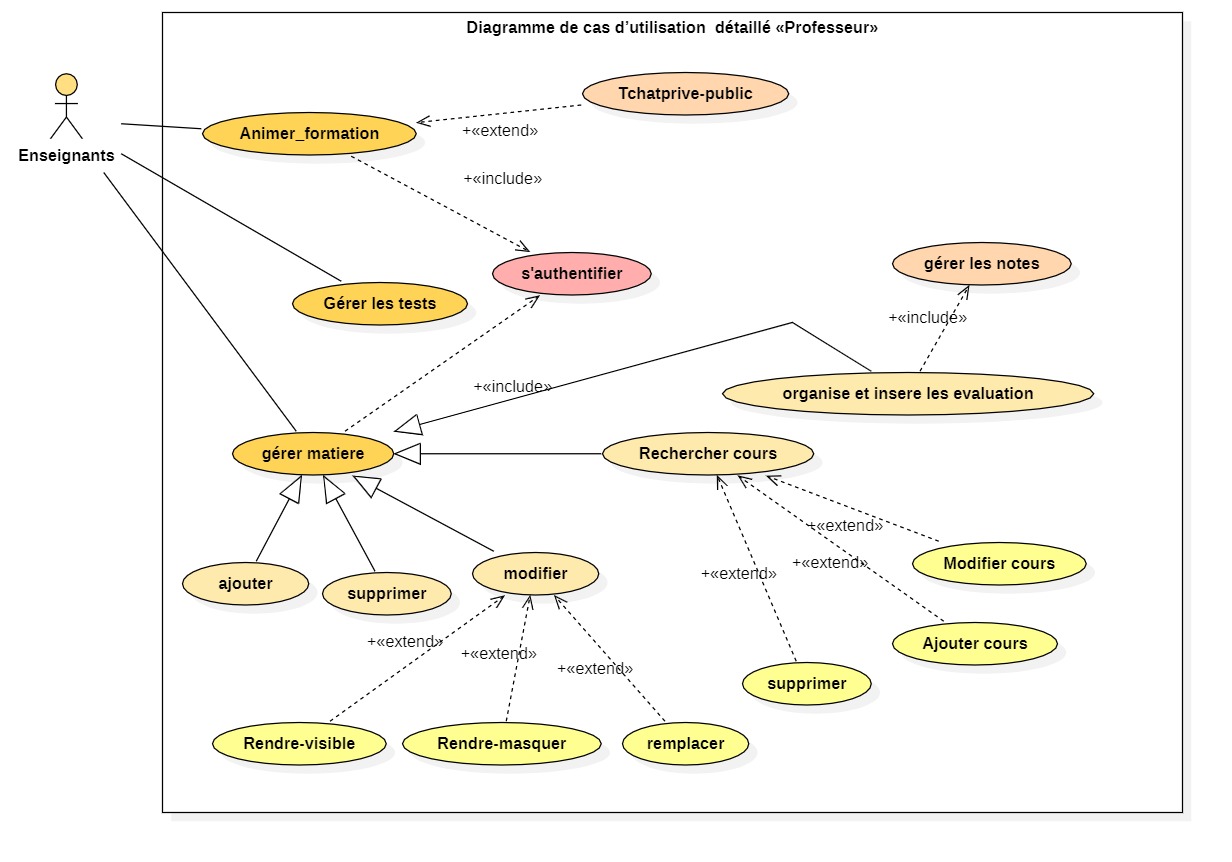 Diagramme de cas d’utilisation  détaillé «Professeur»
Enseignants
Tchatprive-public
Animer_formation
+«extend»
+«include»
s'authentifier
gérer les notes
Gérer les tests
+«include»
+«include»
organise et insere les evaluation
gérer matiere
Rechercher cours
+«extend»
Modifier cours
+«extend»
+«extend»
modifier
ajouter
supprimer
Ajouter cours
+«extend»
+«extend»
+«extend»
supprimer
Rendre-visible
Rendre-masquer
remplacer